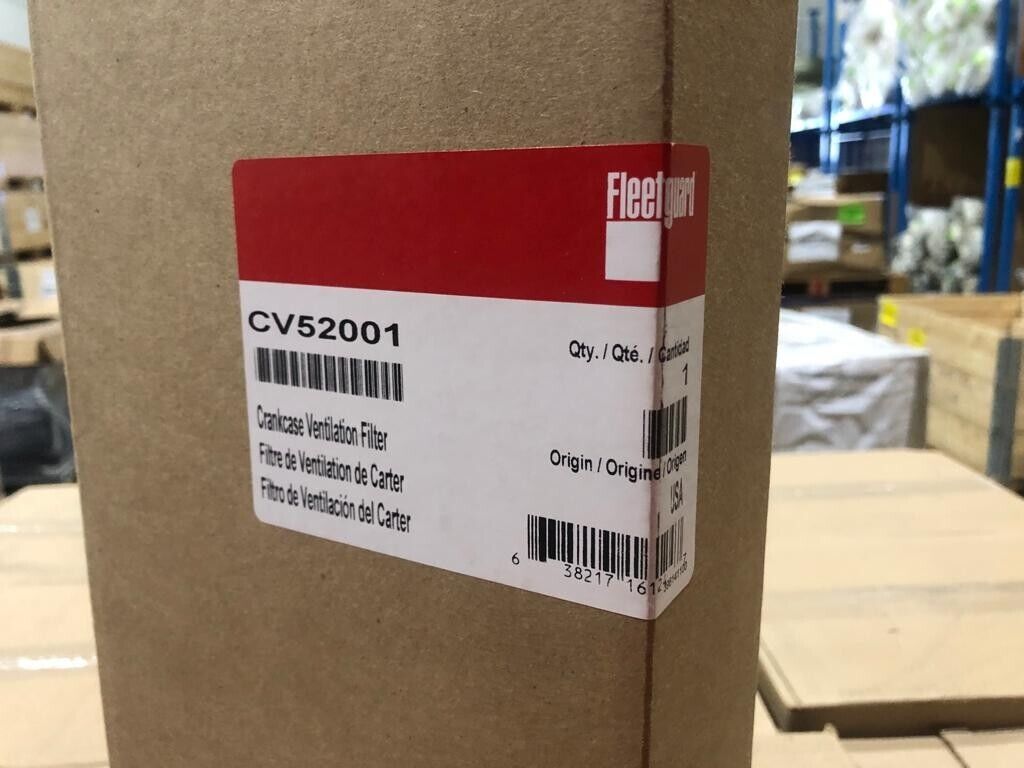 Fleetguard
CV52001
Qty. / Qté. / Cantidad
1
Crankcase Ventilation Filter
Filtre de Ventilation de Carter
Filtro de Ventilación del Carter
Origin / Origine / Origen
USA
6 38217 1612